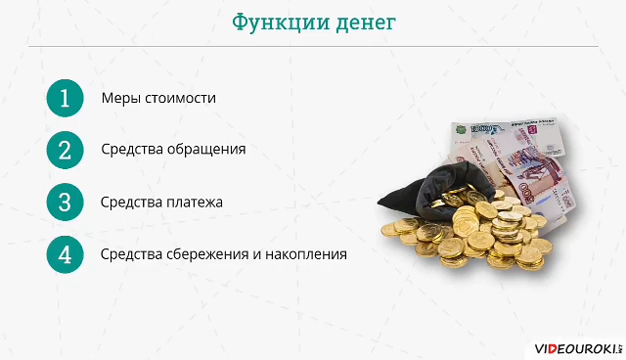 Функции денег
1 Меры стоимости
2 Средства обращения
3 Средства платежа
4 Средства сбережения и накопления
VIDEOUROKI